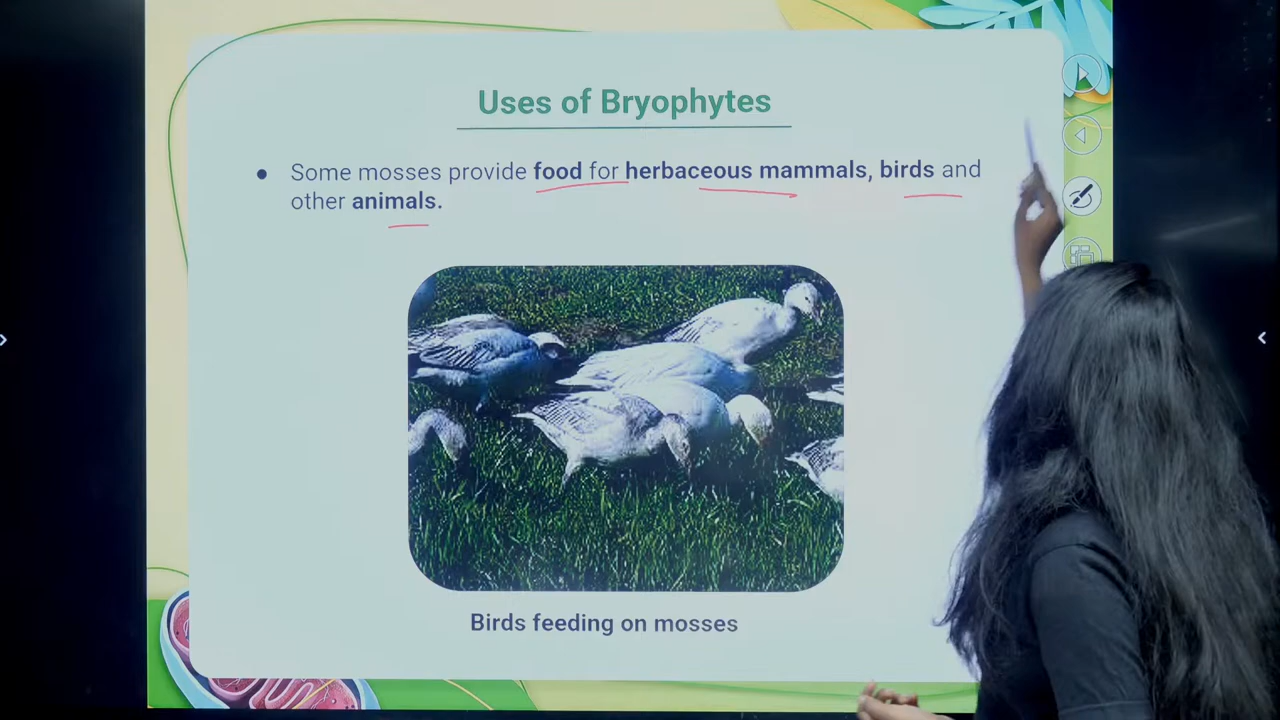 Uses of Bryophytes
● Some mosses provide food for herbaceous mammals, birds and
other animals.
Birds feeding on mosses